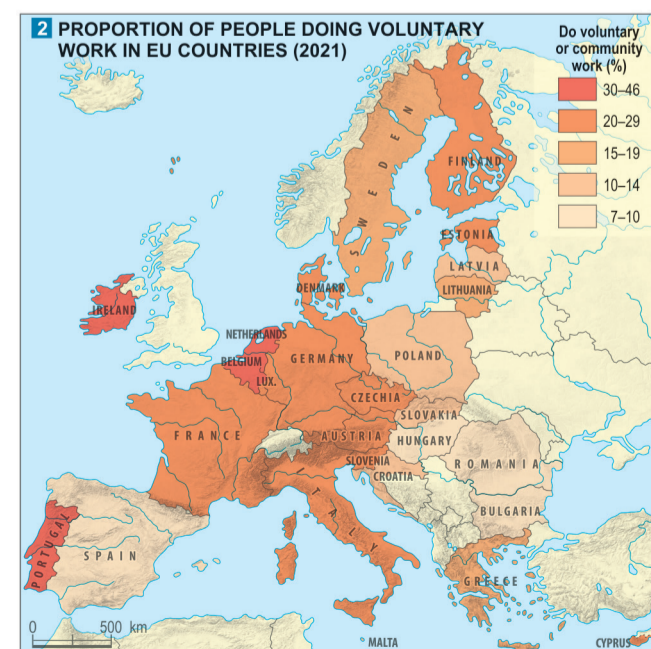 2 PROPORTION OF PEOPLE DOING VOLUNTARY
WORK IN EU COUNTRIES (2021)
Do voluntary
or community
work (%)
30–46
20–29
15–19
10–14
7–10
SWEDEN
FINLAND
ESTONIA
LATVIA
LITHUANIA
DENMARK
IRELAND
NETHERLANDS
BELGIUM
LUX.
GERMANY
POLAND
CZECHIA
SLOVAKIA
FRANCE
AUSTRIA
HUNGARY
SLOVENIA
CROATIA
ROMANIA
ITALY
BULGARIA
PORTUGAL
SPAIN
GREECE
0 500 km
MALTA
CYPRUS